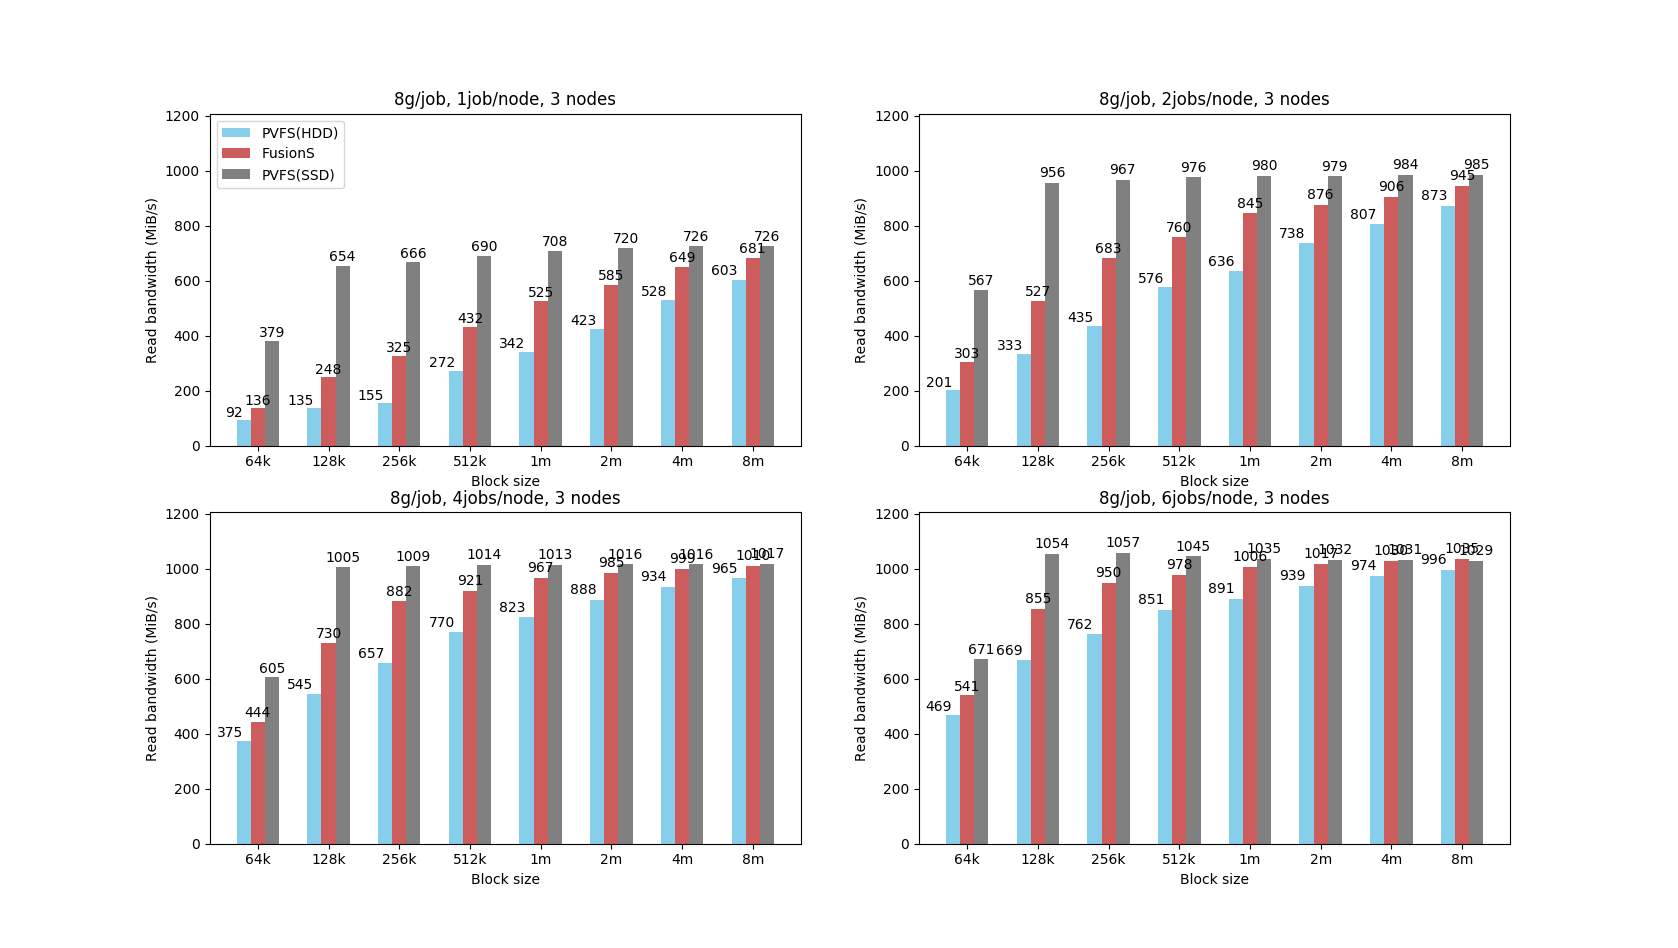 8g/job, 1job/node, 3 nodes
Read bandwidth (MiB/s)
1200
1000
800
600
400
200
0
PVFS(HDD)
FusionS
PVFS(SSD)
92 136 379 135 248 654 155 325 666 272 432 690 342 525 708 423 585 720 528 649 726 603 681 726
64k 128k 256k 512k 1m 2m 4m 8m
Block size
8g/job, 2jobs/node, 3 nodes
Read bandwidth (MiB/s)
1200
1000
800
600
400
200
0
201 303 567 333 527 956 435 683 967 576 760 976 636 845 980 738 876 979 807 906 984 873 945 985
64k 128k 256k 512k 1m 2m 4m 8m
Block size
8g/job, 4jobs/node, 3 nodes
Read bandwidth (MiB/s)
1200
1000
800
600
400
200
0
375 444 605 545 730 1005 657 882 1009 770 921 1014 823 967 1013 888 985 1016 934 999 1016 965 1010 1017
64k 128k 256k 512k 1m 2m 4m 8m
Block size
8g/job, 6jobs/node, 3 nodes
Read bandwidth (MiB/s)
1200
1000
800
600
400
200
0
469 541 671 669 855 1054 762 950 1057 851 978 1045 891 1006 1035 939 1017 1032 974 1030 1031 996 1035 1029
64k 128k 256k 512k 1m 2m 4m 8m
Block size